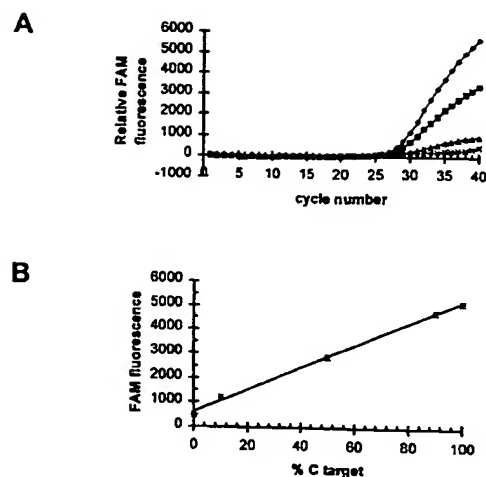 A
Relative FAM
fluorescence
6000
5000
4000
3000
2000
1000
0
-1000
0 5 10 15 20 25 30 35 40
cycle number
B
FAM fluorescence
6000
5000
4000
3000
2000
1000
0
0 20 40 60 80 100
% C target